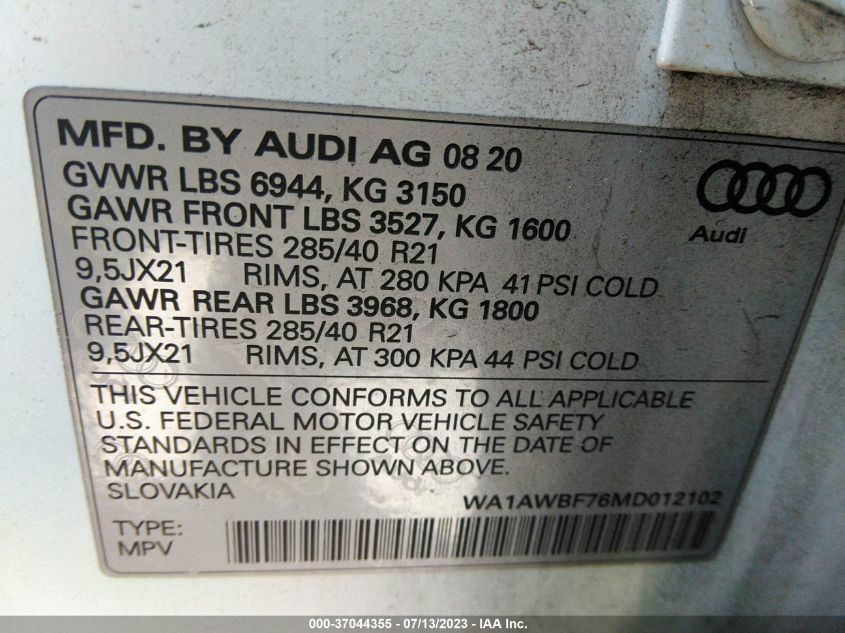 MFD. BY AUDI AG 08 20
GVWR LBS 6944, KG 3150
GAWR FRONT LBS 3527, KG 1600
FRONT-TIRES 285/40 R21
9,5JX21 RIMS, AT 280 KPA 41 PSI COLD
GAWR REAR LBS 3968, KG 1800
REAR-TIRES 285/40 R21
9,5JX21 RIMS, AT 300 KPA 44 PSI COLD
Audi
THIS VEHICLE CONFORMS TO ALL APPLICABLE
U.S. FEDERAL MOTOR VEHICLE SAFETY
STANDARDS IN EFFECT ON THE DATE OF
MANUFACTURE SHOWN ABOVE.
SLOVAKIA WA1AWBF76MD012102
TYPE:
MPV
000-37044355 - 07/13/2023 - IAA Inc.